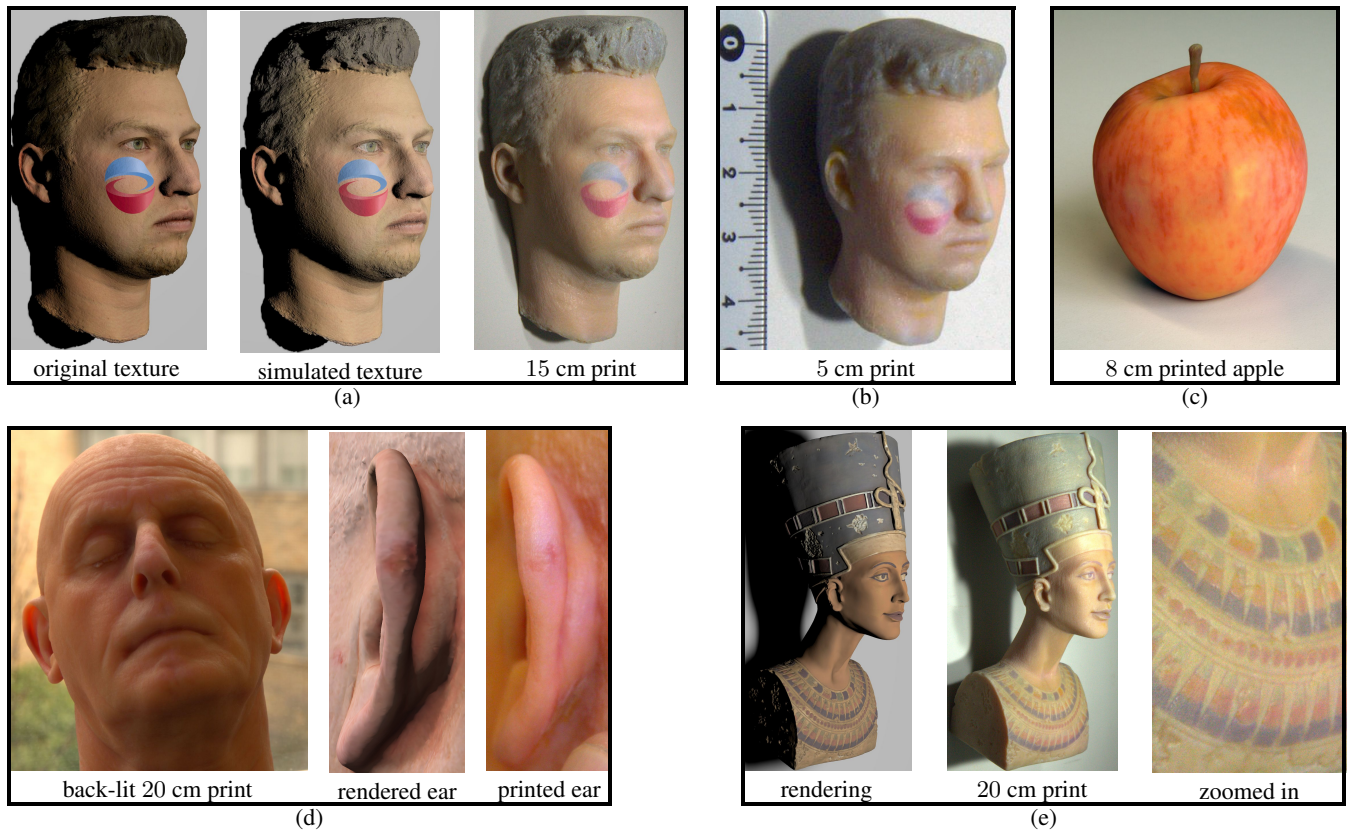 0
1
2
3
4
original texture
simulated texture
15 cm print
(a)
5 cm print
(b)
8 cm printed apple
(c)
back-lit 20 cm print
rendered ear
printed ear
(d)
rendering
20 cm print
zoomed in
(e)